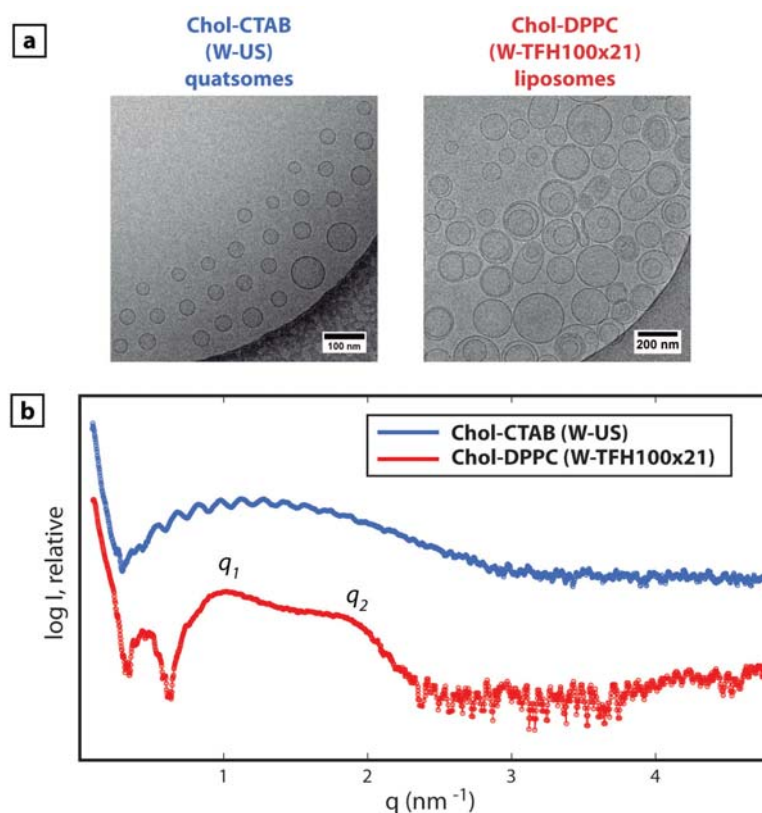 a
Chol-CTAB
(W-US)
quatsomes
Chol-DPPC
(W-TFH100x21)
liposomes
100 nm
200 nm
b
Chol-CTAB (W-US)
Chol-DPPC (W-TFH100x21)
q1
q2
log I, relative
1
2
3
4
q (nm -1)